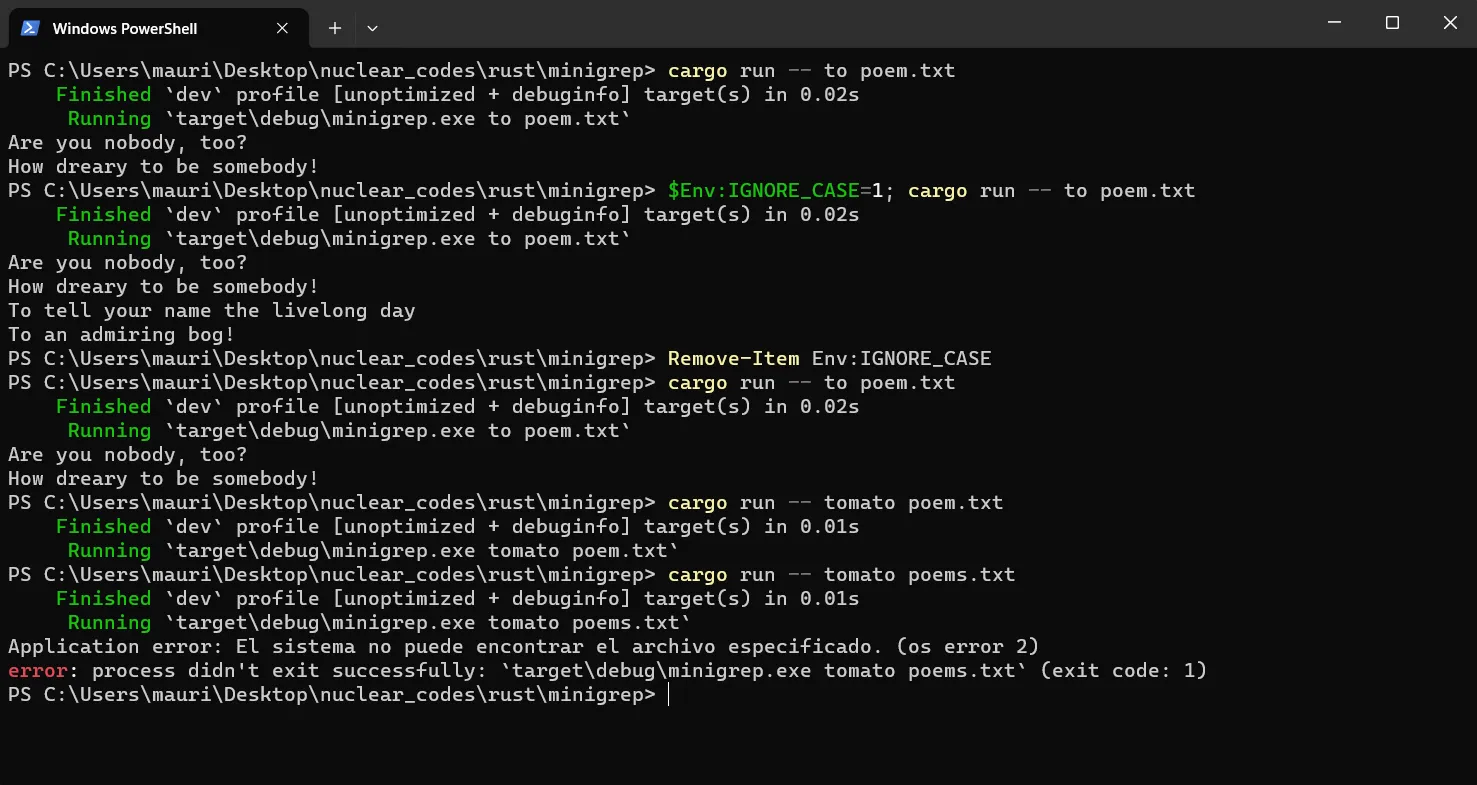 Windows PowerShell
PS C:\Users\mauri\Desktop\nuclear_codes\rust\minigrep> cargo run -- to poem.txt
    Finished `dev` profile [unoptimized + debuginfo] target(s) in 0.02s
     Running `target\debug\minigrep.exe to poem.txt`
Are you nobody, too?
How dreary to be somebody!
PS C:\Users\mauri\Desktop\nuclear_codes\rust\minigrep> $Env:IGNORE_CASE=1; cargo run -- to poem.txt
    Finished `dev` profile [unoptimized + debuginfo] target(s) in 0.02s
     Running `target\debug\minigrep.exe to poem.txt`
Are you nobody, too?
How dreary to be somebody!
To tell your name the livelong day
To an admiring bog!
PS C:\Users\mauri\Desktop\nuclear_codes\rust\minigrep> Remove-Item Env:IGNORE_CASE
PS C:\Users\mauri\Desktop\nuclear_codes\rust\minigrep> cargo run -- to poem.txt
    Finished `dev` profile [unoptimized + debuginfo] target(s) in 0.02s
     Running `target\debug\minigrep.exe to poem.txt`
Are you nobody, too?
How dreary to be somebody!
PS C:\Users\mauri\Desktop\nuclear_codes\rust\minigrep> cargo run -- tomato poem.txt
    Finished `dev` profile [unoptimized + debuginfo] target(s) in 0.01s
     Running `target\debug\minigrep.exe tomato poem.txt`
PS C:\Users\mauri\Desktop\nuclear_codes\rust\minigrep> cargo run -- tomato poems.txt
    Finished `dev` profile [unoptimized + debuginfo] target(s) in 0.01s
     Running `target\debug\minigrep.exe tomato poems.txt`
Application error: El sistema no puede encontrar el archivo especificado. (os error 2)
error: process didn't exit successfully: `target\debug\minigrep.exe tomato poems.txt` (exit code: 1)
PS C:\Users\mauri\Desktop\nuclear_codes\rust\minigrep>